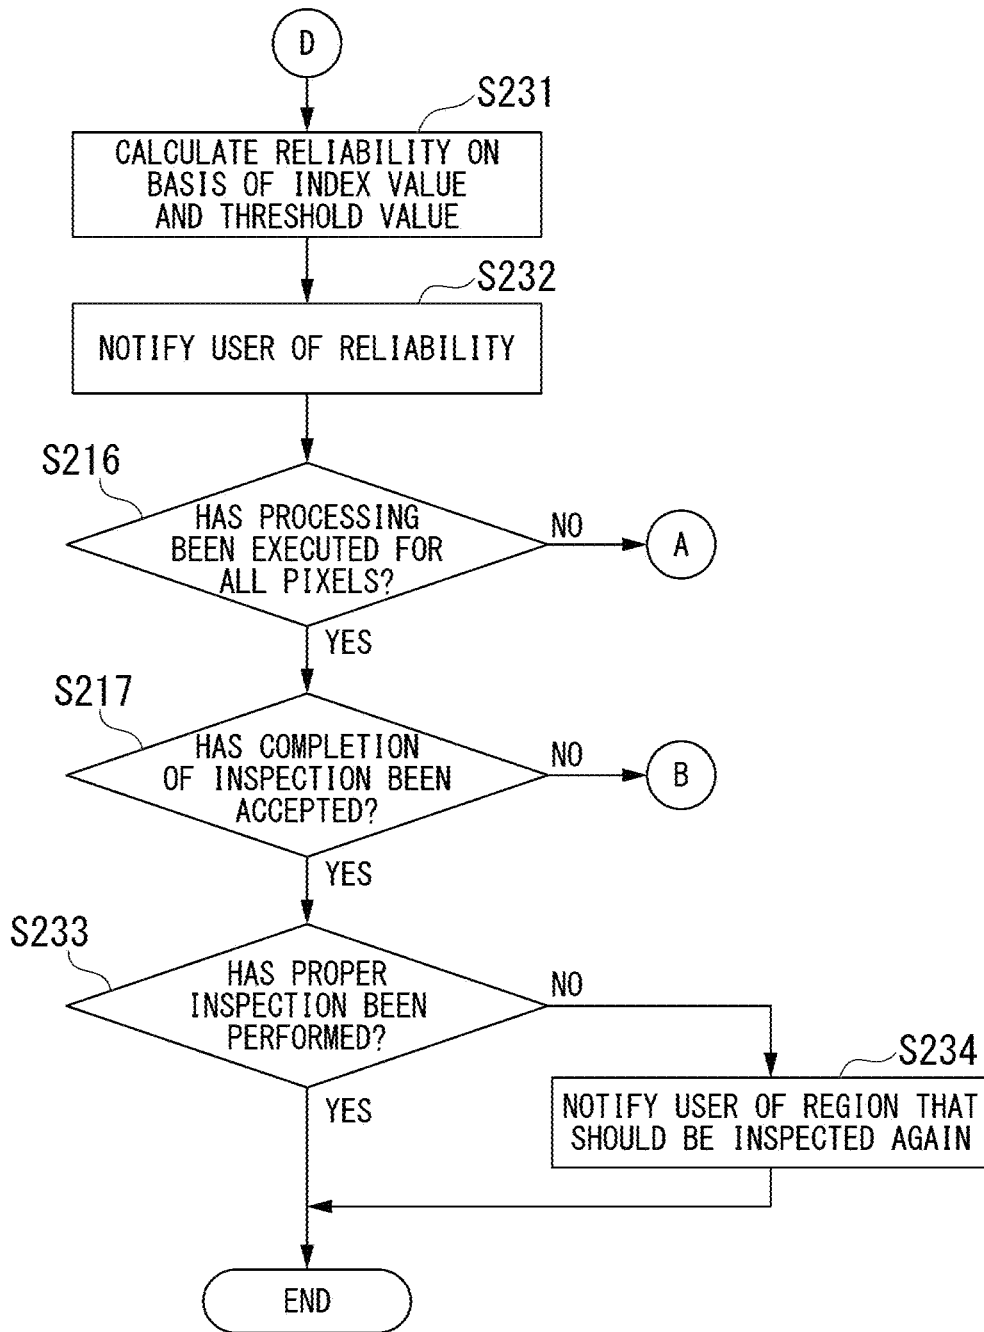 D
S231
CALCULATE RELIABILITY ON
BASIS OF INDEX VALUE
AND THRESHOLD VALUE
S232
NOTIFY USER OF RELIABILITY
S216
HAS PROCESSING
BEEN EXECUTED FOR
ALL PIXELS?
NO
A
YES
S217
HAS COMPLETION
OF INSPECTION BEEN
ACCEPTED?
NO
B
YES
S233
HAS PROPER
INSPECTION BEEN
PERFORMED?
NO
YES
S234
NOTIFY USER OF REGION THAT
SHOULD BE INSPECTED AGAIN
END